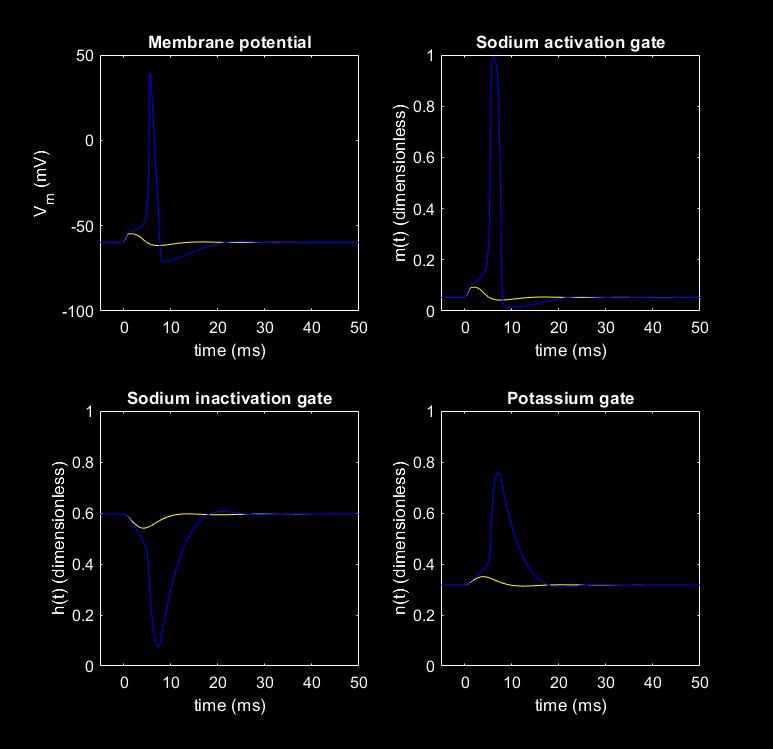 Membrane potential
50
0
-50
-100
V_m (mV)
0 10 20 30 40 50
time (ms)
Sodium activation gate
1
0.8
0.6
0.4
0.2
0
m(t) (dimensionless)
0 10 20 30 40 50
time (ms)
Sodium inactivation gate
1
0.8
0.6
0.4
0.2
0
h(t) (dimensionless)
0 10 20 30 40 50
time (ms)
Potassium gate
1
0.8
0.6
0.4
0.2
0
n(t) (dimensionless)
0 10 20 30 40 50
time (ms)